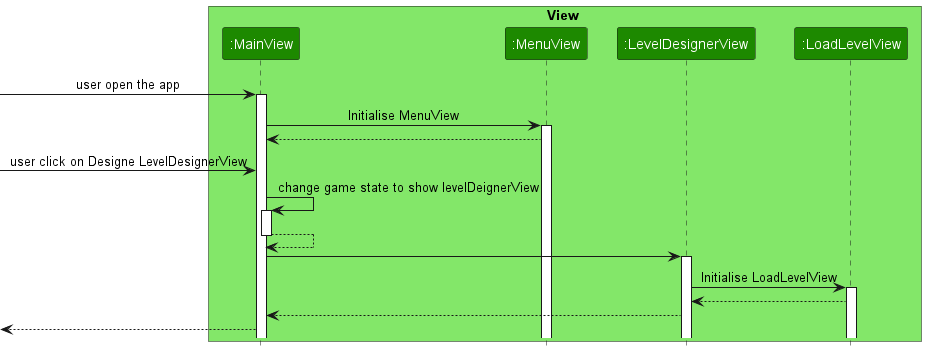 View
:MainView
:MenuView
:LevelDesignerView
:LoadLevelView
user open the app
Initialise MenuView
user click on Designe LevelDesignerView
change game state to show levelDeignerView
Initialise LoadLevelView